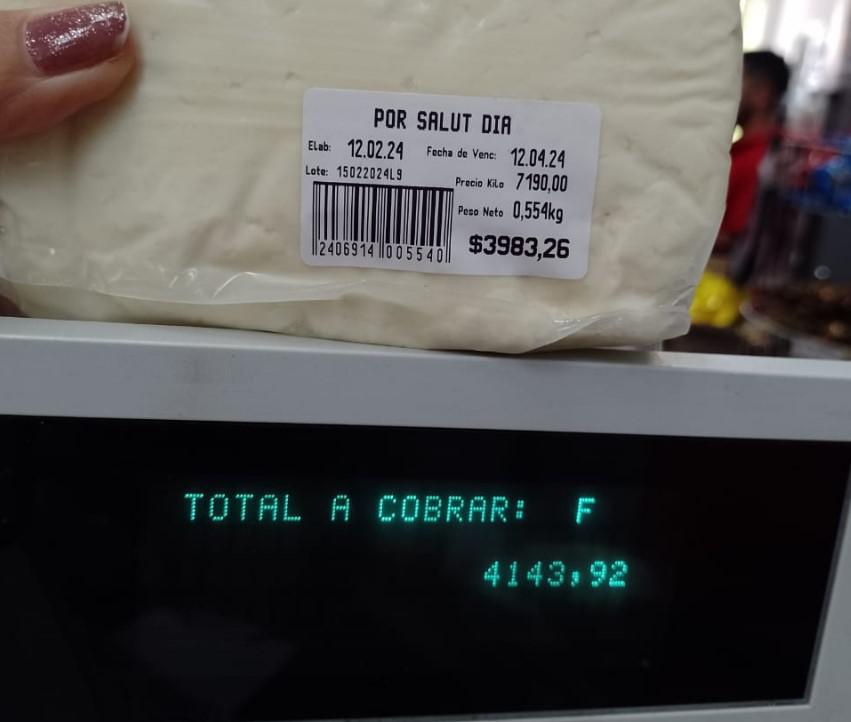 POR SALUT DIA
Elab: 12.02.24 Fecha de Venc: 12.04.24
Lote: 15022024L9
Precio Kilo 7190,00
Peso Neto 0,554kg
$3983,26
2406914 005540
TOTAL A COBRAR: F
4143,92